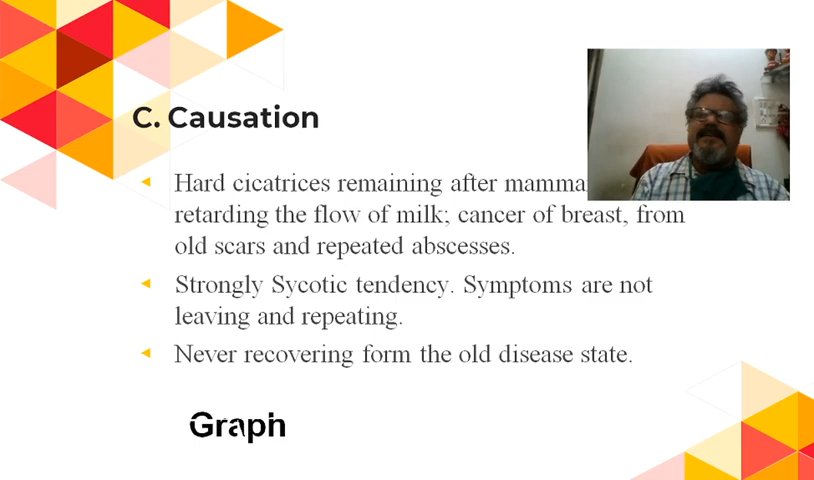 C. Causation
Hard cicatrices remaining after
retarding the flow of milk; cancer of breast, from
old scars and repeated abscesses.
Strongly Sycotic tendency. Symptoms are not
leaving and repeating.
Never recovering form the old disease state.
Graph